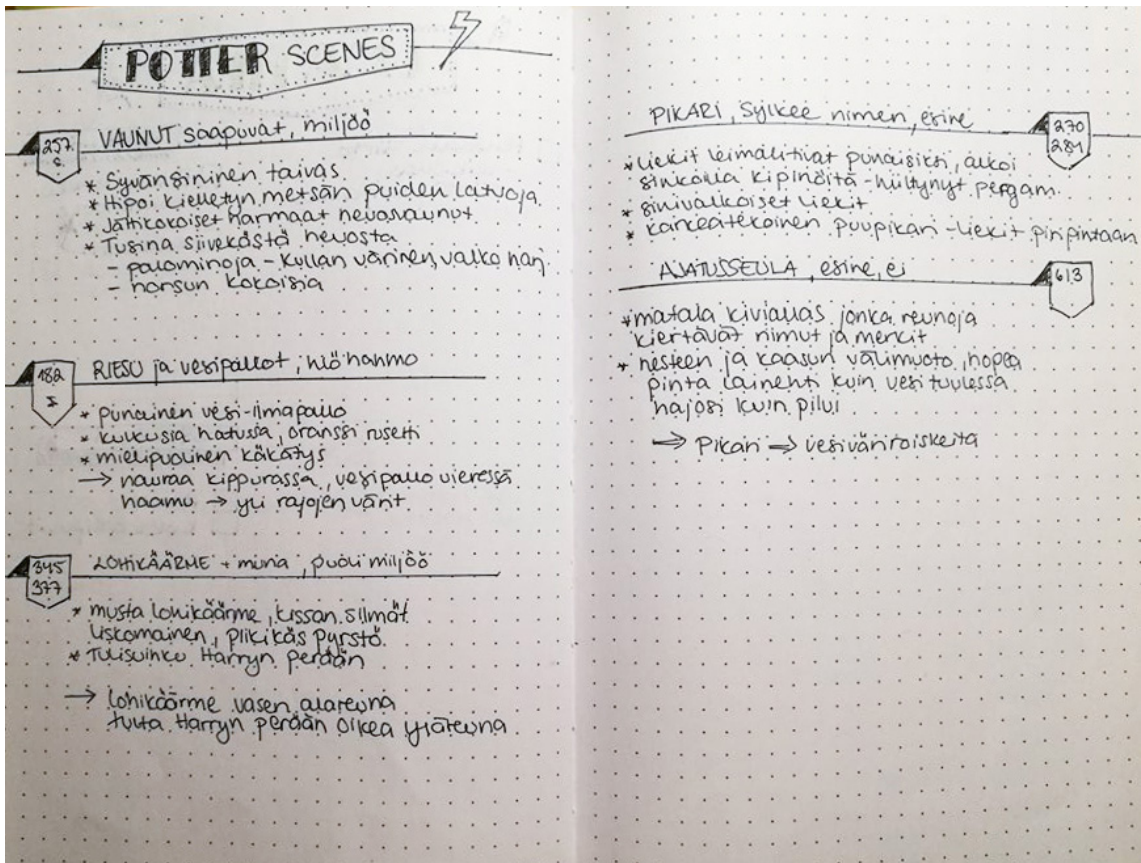 POTTER SCENES
257
s.
VAUNUT saapuvat, miljöö
* Syvänsininen taivas
* Hipoi kielletyn metsän puiden latvoja
* Jättikokoiset harmaat hevosvaunut
* Tusina siivekästä hevosta
- palominoja - kullan värinen, valko harj.
- norsun kokoisia
182
RIESU ja vesipallot, hlö hahmo
* punainen vesi-ilmapallo
* kulkusia hatussa, oranssi rusetti
* mielipuolinen käkätys
→ nauraa kippurassa, vesipallo vieressä
haamu → yli rajojen värit.
345
377
LOHIKÄÄRME + muna, puoli miljöö
* musta lohikäärme, kissan silmät
Liskomainen, piikikäs pyrstö.
* Tulisuihku Harryn perään
→ lohikäärme vasen alareuna
tulta Harryn perään oikea yläreuna
PIKARI, Sylkee nimen, esine
270
281
* Liekit leimahtivat punaisiksi, alkoi
sinkoilla kipinöitä - hiiltynyt pergam.
* sinivalkoiset liekit
* karkeatekoinen puupikari - liekit piripintaan
AJATUSSEULA, esine, ei
613
* matala kiviallas jonka reunoja
kiertävät riimut ja merkit
* nesteen ja kaasun välimuoto, hopea
pinta lainehti kuin vesi tuulessa
hajosi kuin pilvi
⇒ Pikari ⇒ vesiväriroiskeita